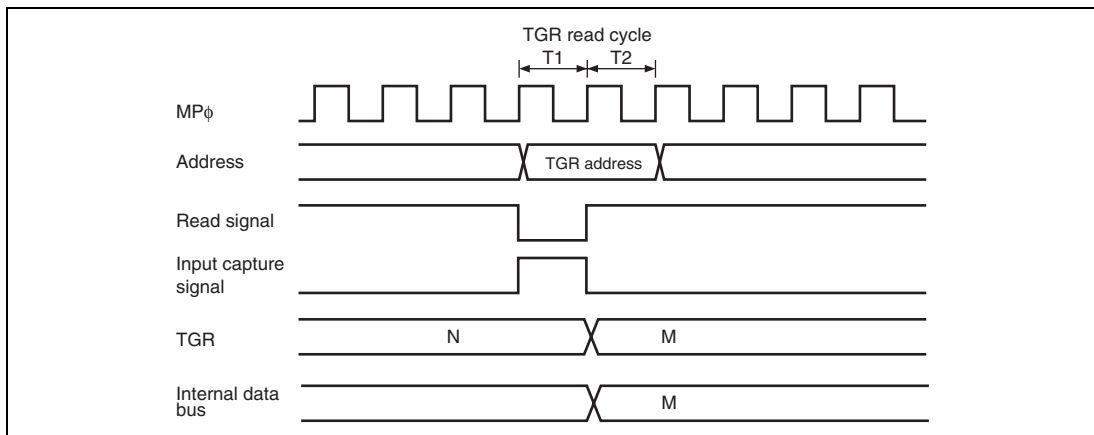 TGR read cycle
T1 T2
MPϕ
Address
TGR address
Read signal
Input capture
signal
TGR
N
M
Internal data
bus
M